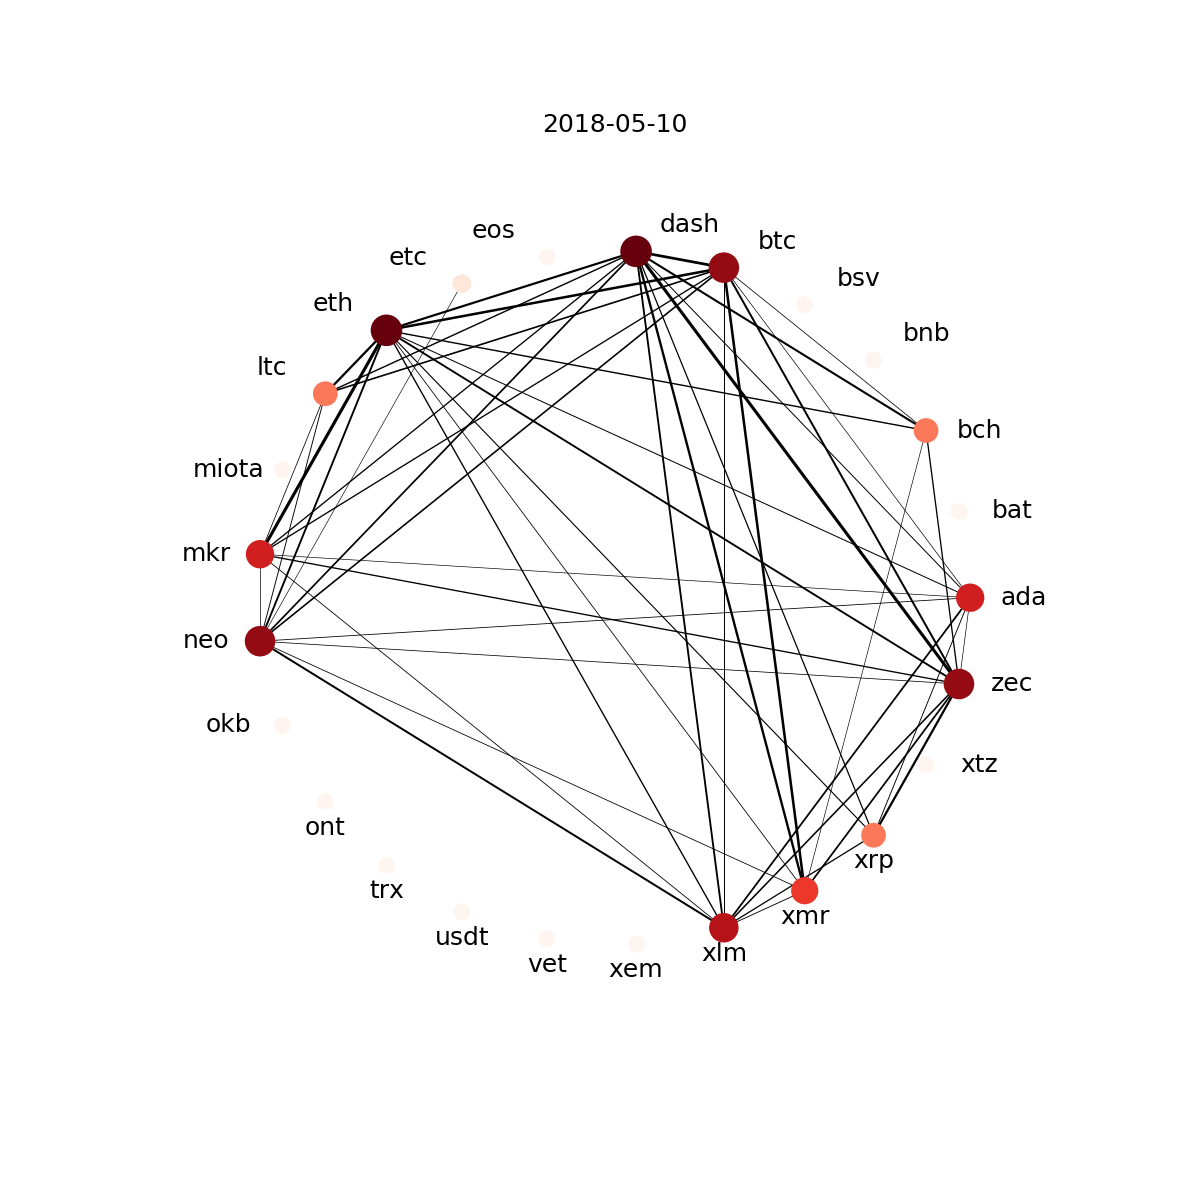 2018-05-10
dash
eos
btc
etc
bsv
eth
bnb
ltc
bch
miota
bat
mkr
ada
neo
zec
okb
xtz
ont
xrp
trx
xmr
usdt
xlm
vet
xem